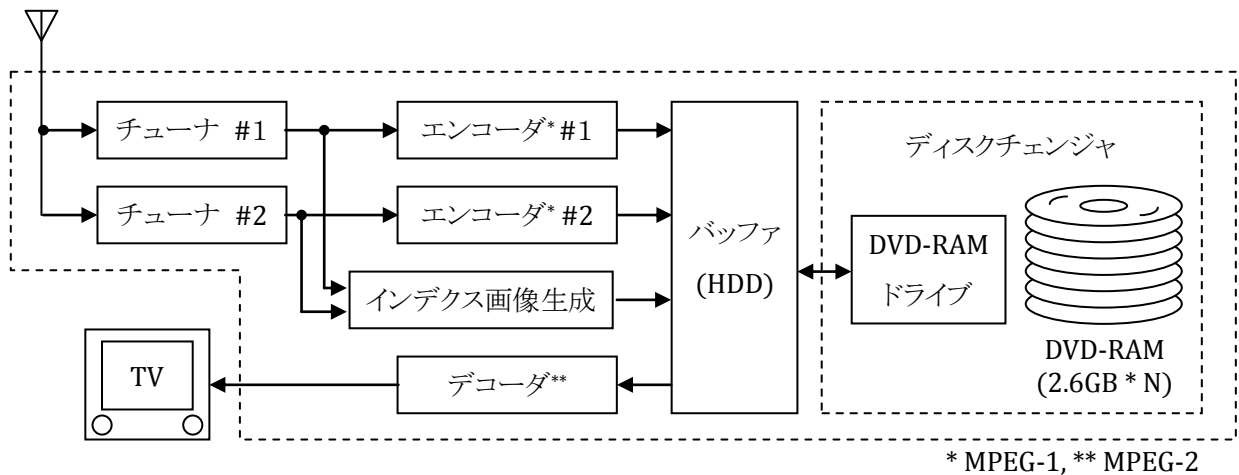 チューナ #1
エンコーダ* #1
チューナ #2
エンコーダ* #2
インデクス画像生成
デコーダ**
TV
バッファ
(HDD)
ディスクチェンジャ
DVD-RAM
ドライブ
DVD-RAM
(2.6GB * N)
* MPEG-1, ** MPEG-2